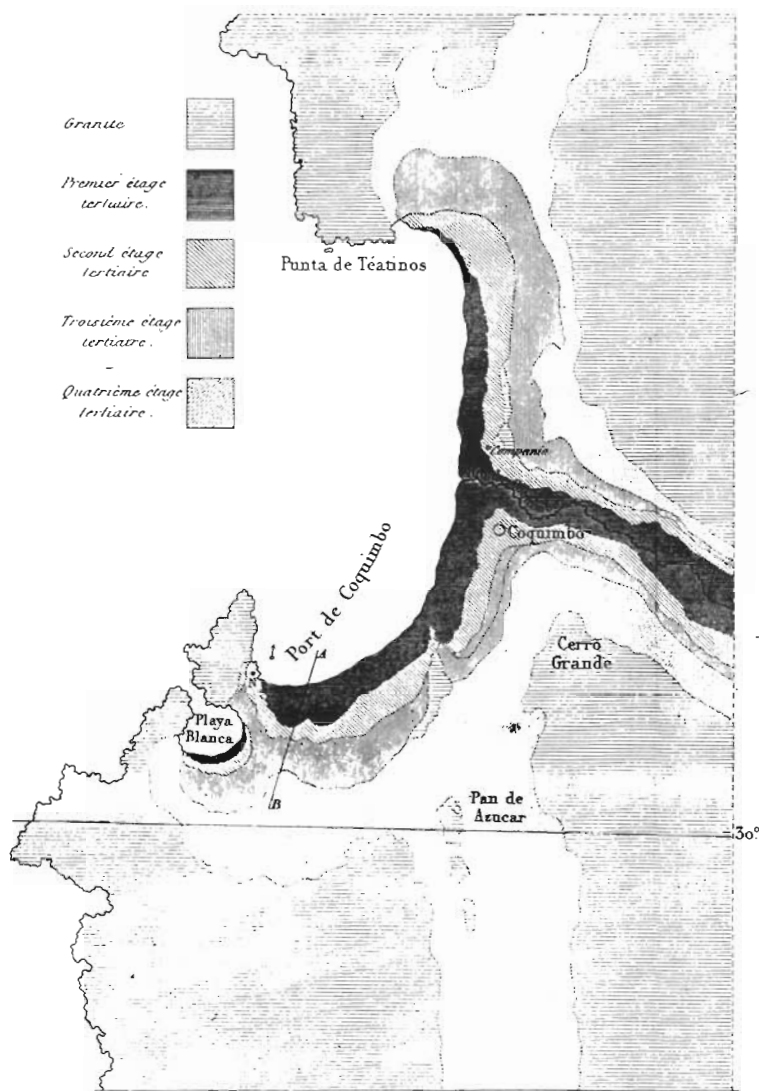 Granite
Premier étage
tertiaire.
Second étage
tertiaire
Troisième étage
tertiaire.
Quatrième étage
tertiaire.
Punta de Téatinos
Compania
Coquimbo
Port de Coquimbo
A
N
Cerro
Grande
Playa
Blanca
B
Pan de
Azucar
30°